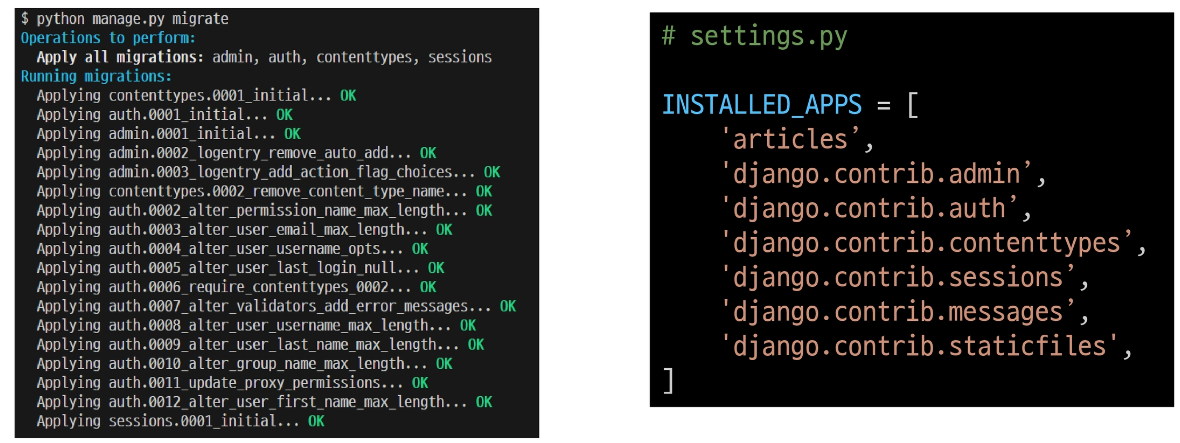 $ python manage.py migrate
Operations to perform:
  Apply all migrations: admin, auth, contenttypes, sessions
Running migrations:
  Applying contenttypes.0001_initial... OK
  Applying auth.0001_initial... OK
  Applying admin.0001_initial... OK
  Applying admin.0002_logentry_remove_auto_add... OK
  Applying admin.0003_logentry_add_action_flag_choices... OK
  Applying contenttypes.0002_remove_content_type_name... OK
  Applying auth.0002_alter_permission_name_max_length... OK
  Applying auth.0003_alter_user_email_max_length... OK
  Applying auth.0004_alter_user_username_opts... OK
  Applying auth.0005_alter_user_last_login_null... OK
  Applying auth.0006_require_contenttypes_0002... OK
  Applying auth.0007_alter_validators_add_error_messages... OK
  Applying auth.0008_alter_user_username_max_length... OK
  Applying auth.0009_alter_user_last_name_max_length... OK
  Applying auth.0010_alter_group_name_max_length... OK
  Applying auth.0011_update_proxy_permissions... OK
  Applying auth.0012_alter_user_first_name_max_length... OK
  Applying sessions.0001_initial... OK
# settings.py
INSTALLED_APPS = [
    'articles’,
    'django.contrib.admin’,
    'django.contrib.auth’,
    'django.contrib.contenttypes’,
    'django.contrib.sessions’,
    'django.contrib.messages’,
    'django.contrib.staticfiles',
]